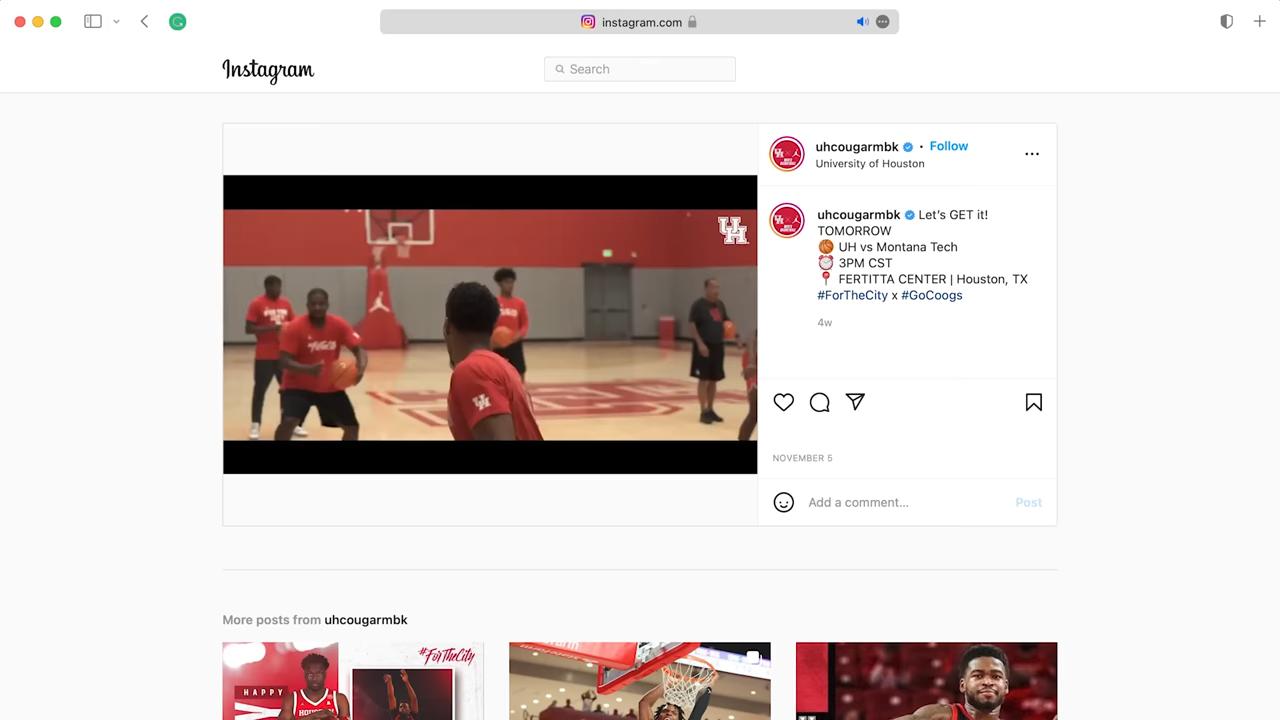 instagram.com
Instagram
Search
UH
uhcougarmbk • Follow
University of Houston
uhcougarmbk Let's GET it!
TOMORROW
🏀 UH vs Montana Tech
⏰ 3PM CST
📍 FERTITTA CENTER | Houston, TX
#ForTheCity x #GoCoogs
4w
NOVEMBER 5
Add a comment... Post
More posts from uhcougarmbk
#ForTheCity
HAPPY